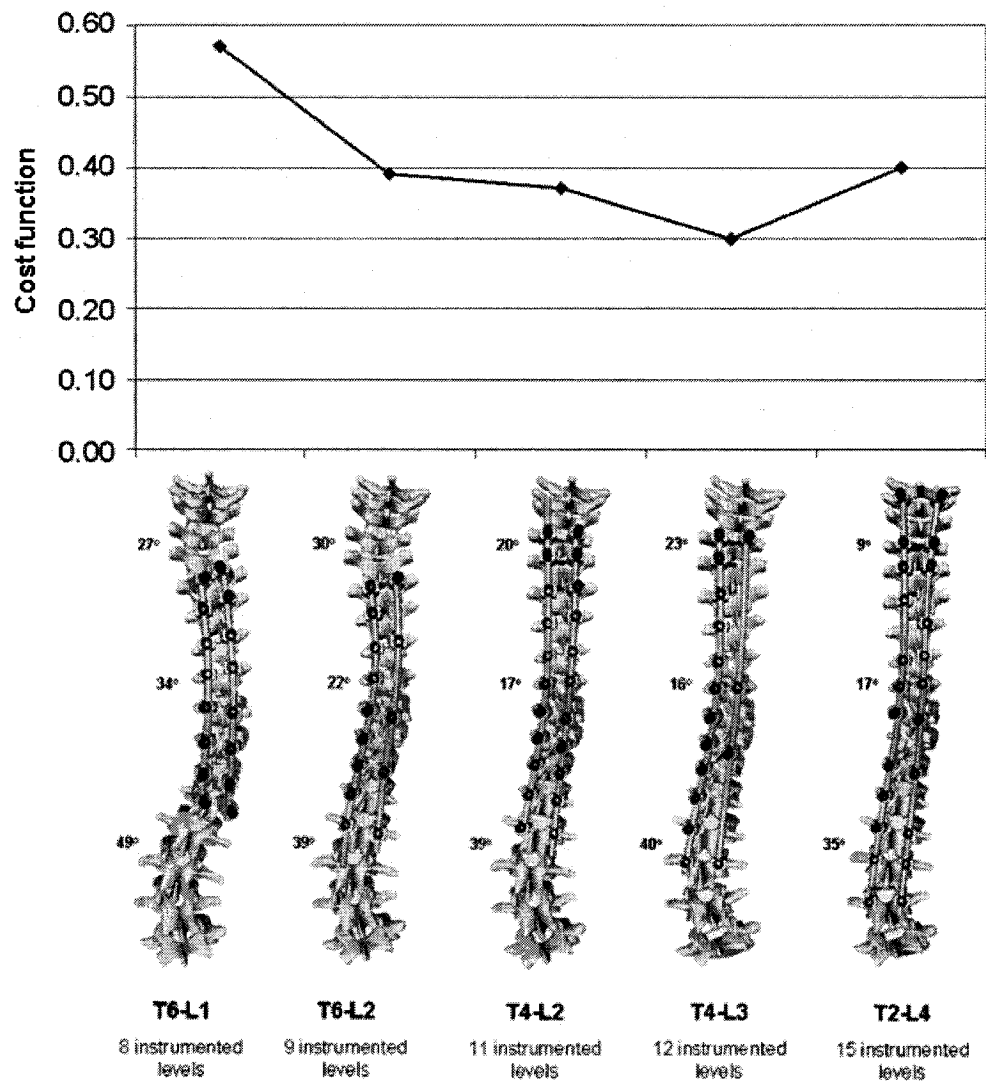 0.60
0.50
0.40
0.30
0.20
0.10
0.00
Cost function
27° 30° 20° 23° 9°
34° 22° 17° 16° 17°
49° 39° 39° 40° 35°
T6-L1 T6-L2 T4-L2 T4-L3 T2-L4
8 instrumented 9 instrumented 11 instrumented 12 instrumented 15 instrumented
levels levels levels levels levels